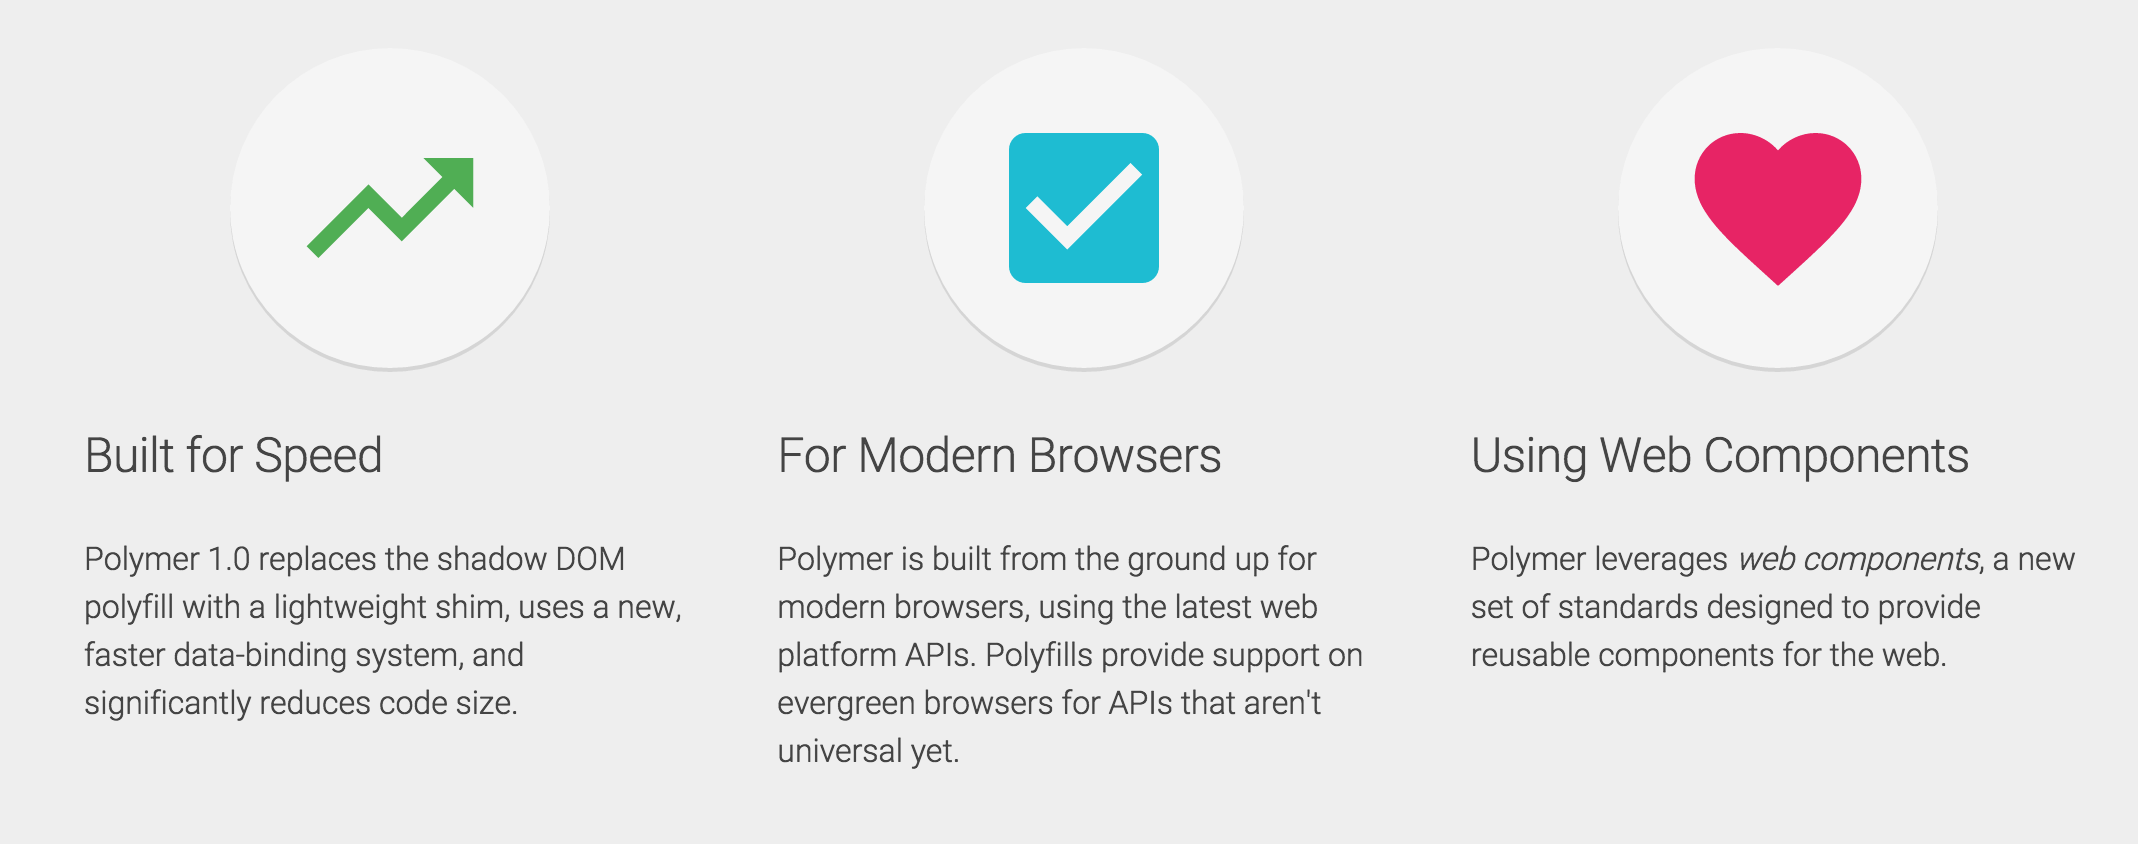 Built for Speed
Polymer 1.0 replaces the shadow DOM
polyfill with a lightweight shim, uses a new,
faster data-binding system, and
significantly reduces code size.
For Modern Browsers
Polymer is built from the ground up for
modern browsers, using the latest web
platform APIs. Polyfills provide support on
evergreen browsers for APIs that aren't
universal yet.
Using Web Components
Polymer leverages web components, a new
set of standards designed to provide
reusable components for the web.